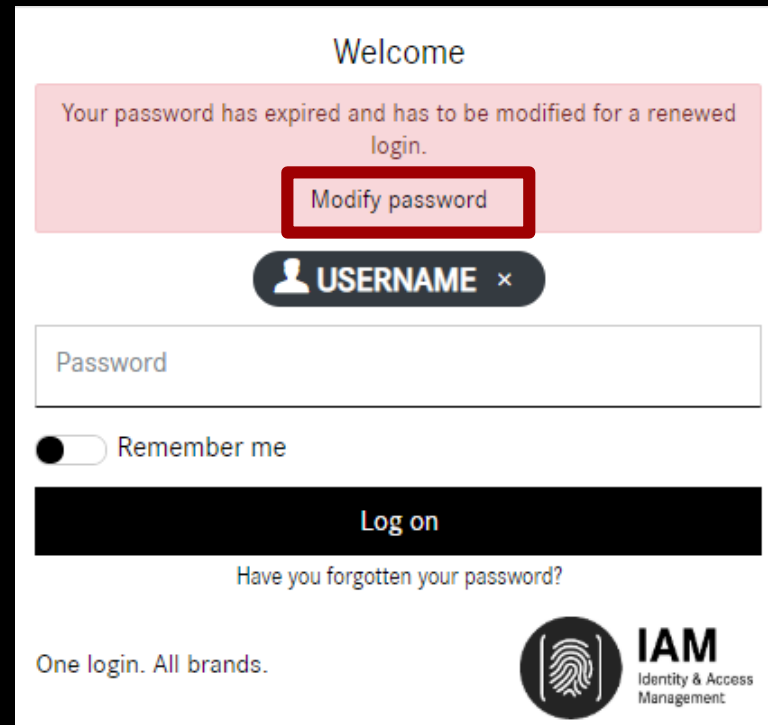 Welcome
Your password has expired and has to be modified for a renewed
login.
Modify password
USERNAME ×
Password
Remember me
Log on
Have you forgotten your password?
One login. All brands.
IAM
Identity & Access
Management